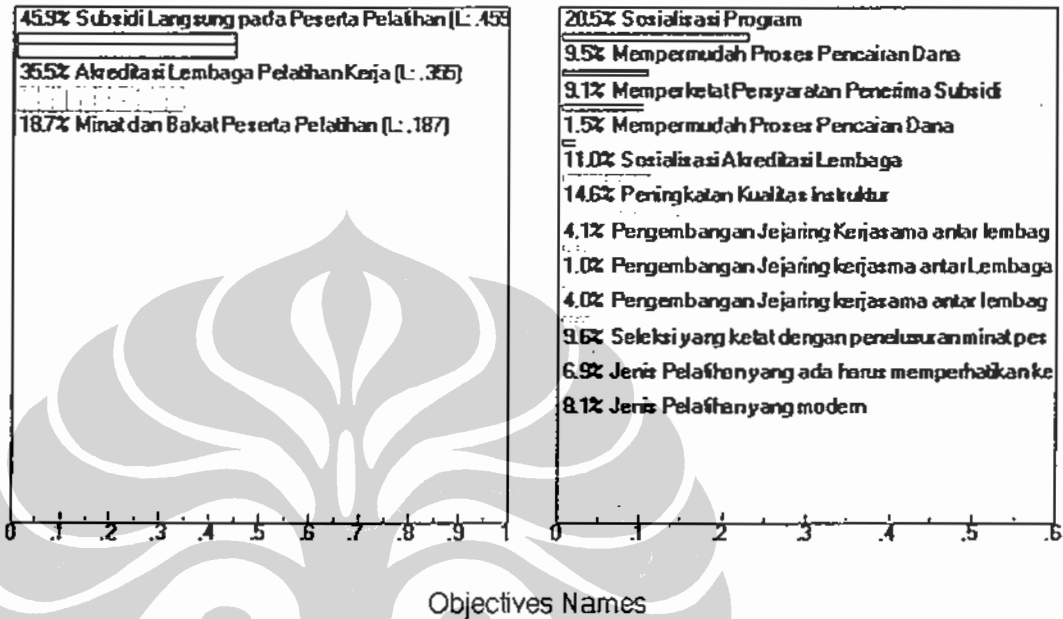 45.9% Subsidi Langsung pada Peserta Pelatihan (L: .459
35.5% Akreditasi Lembaga Pelatihan Kerja (L: .355)
18.7% Minat dan Bakat Peserta Pelatihan (L: .187)
0 .1 .2 .3 .4 .5 .6 .7 .8 .9 1
20.5% Sosialisasi Program
9.5% Mempermudah Proses Pencairan Dana
9.1% Memperketat Persyaratan Penerima Subsidi
1.5% Mempermudah Proses Pencaian Dana
11.0% Sosialisasi Akreditasi Lembaga
14.6% Peningkatan Kualitas Instruktur
4.1% Pengembangan Jejaring Kerjasama antar lembag
1.0% Pengembangan Jejaring kerjasma antar Lembaga
4.0% Pengembangan Jejaring kerjasama antar lembag
9.6% Seleksi yang ketat dengan penelusuran minat pes
6.9% Jenis Pelatihan yang ada harus memperhatikan ke
8.1% Jenis Pelatihan yang modern
0 .1 .2 .3 .4 .5 .6
Objectives Names